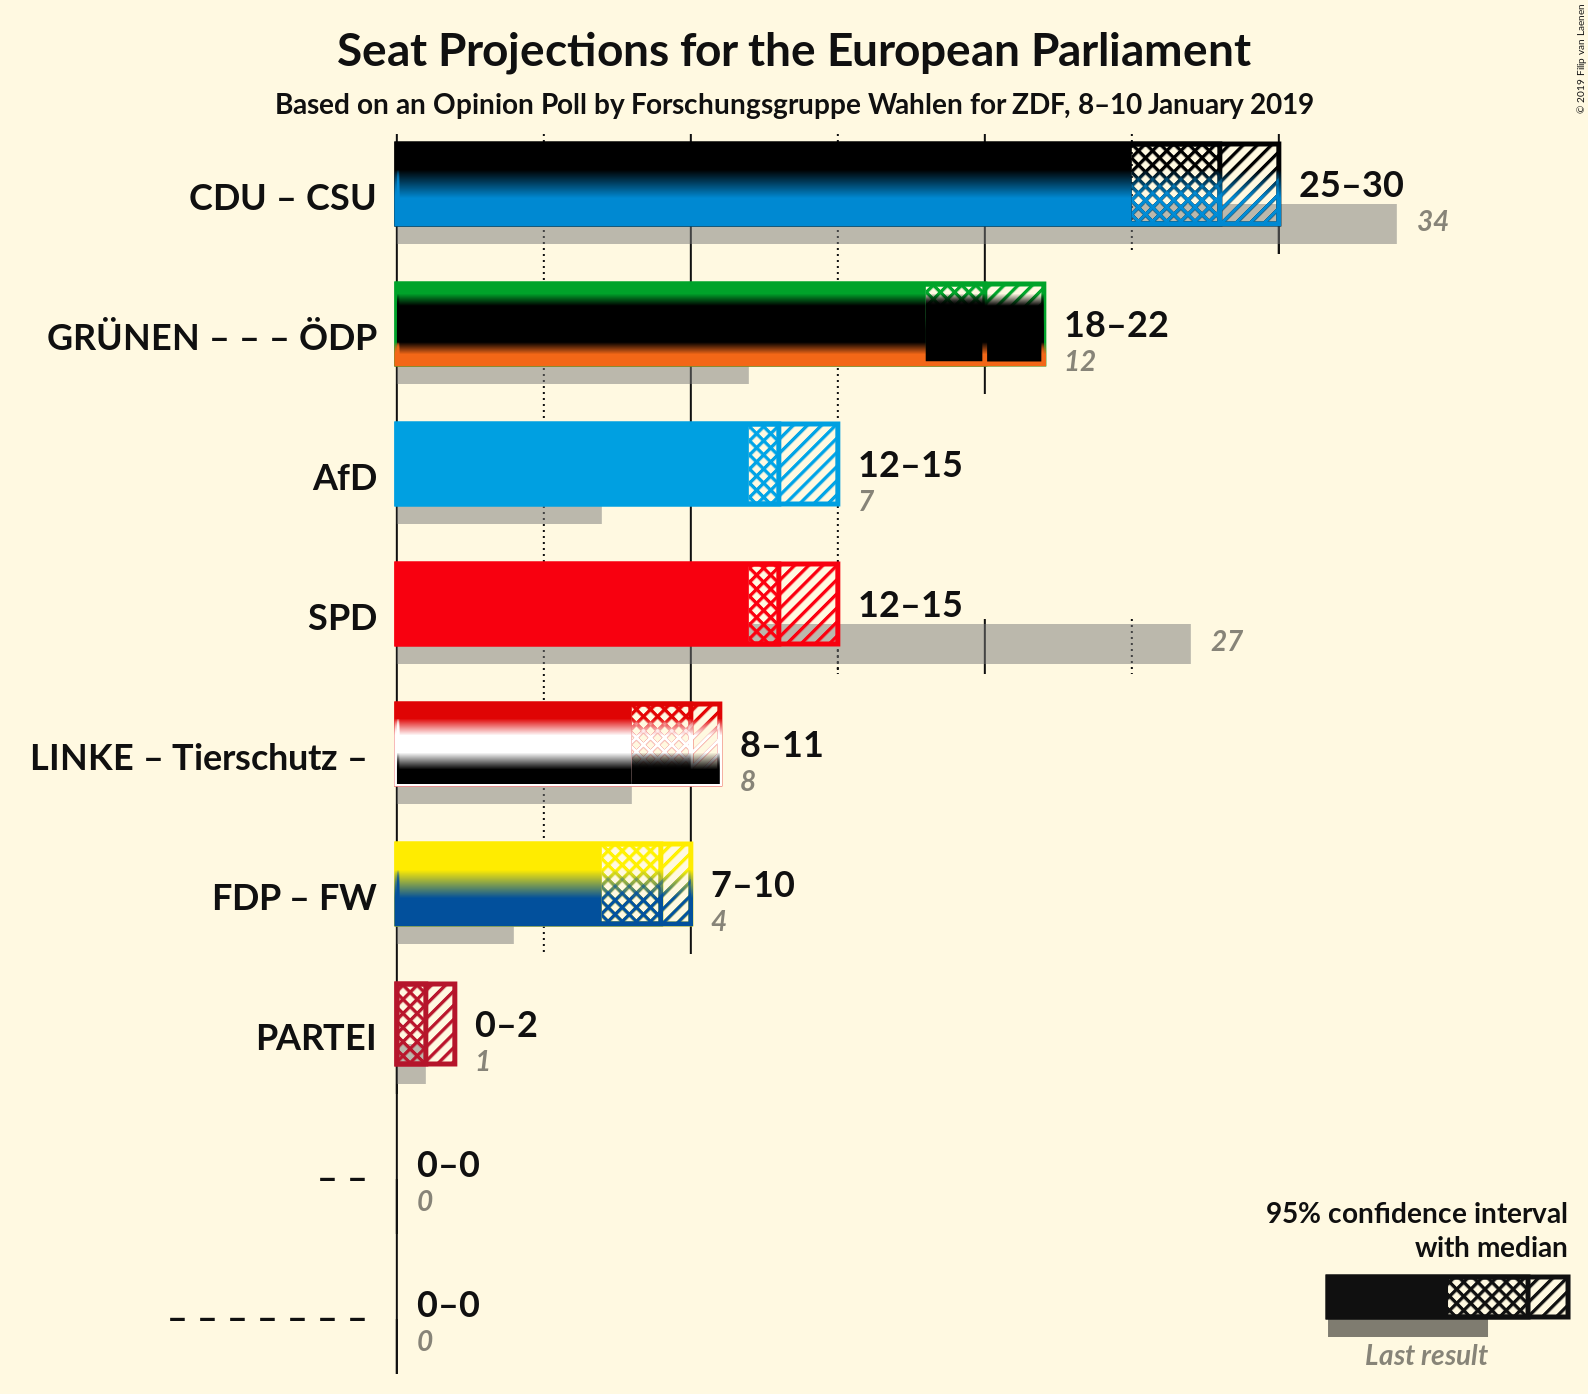 Seat Projections for the European Parliament
Based on an Opinion Poll by Forschungsgruppe Wahlen for ZDF, 8–10 January 2019
© 2019 Filip van Laenen
CDU – CSU
25–30
34
GRÜNEN – – – ÖDP
18–22
12
AfD
12–15
7
SPD
12–15
27
LINKE – Tierschutz –
8–11
8
FDP – FW
7–10
4
PARTEI
0–2
1
– –
0–0
0
– – – – – – –
0–0
0
95% confidence interval
with median
Last result